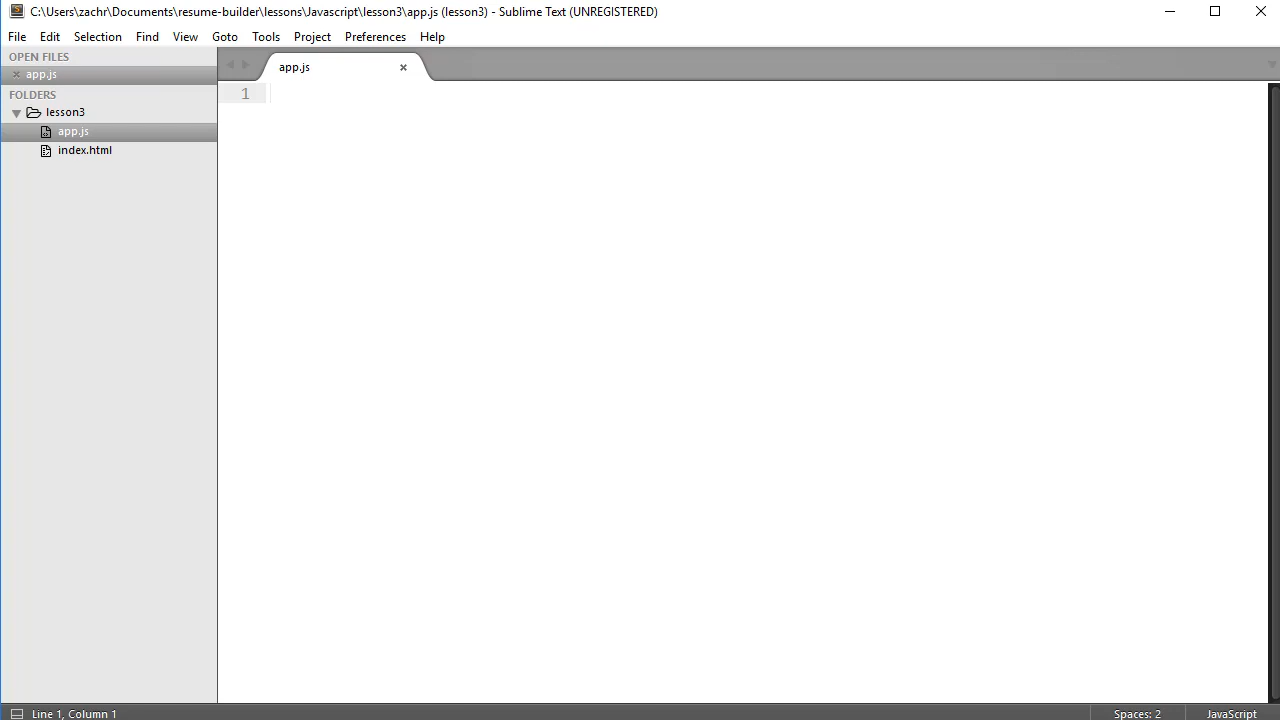 C:\Users\zachr\Documents\resume-builder\lessons\Javascript\lesson3\app.js (lesson3) - Sublime Text (UNREGISTERED)
File Edit Selection Find View Goto Tools Project Preferences Help
OPEN FILES
app.js
FOLDERS
lesson3
app.js
index.html
app.js
1
Line 1, Column 1
Spaces: 2
JavaScript